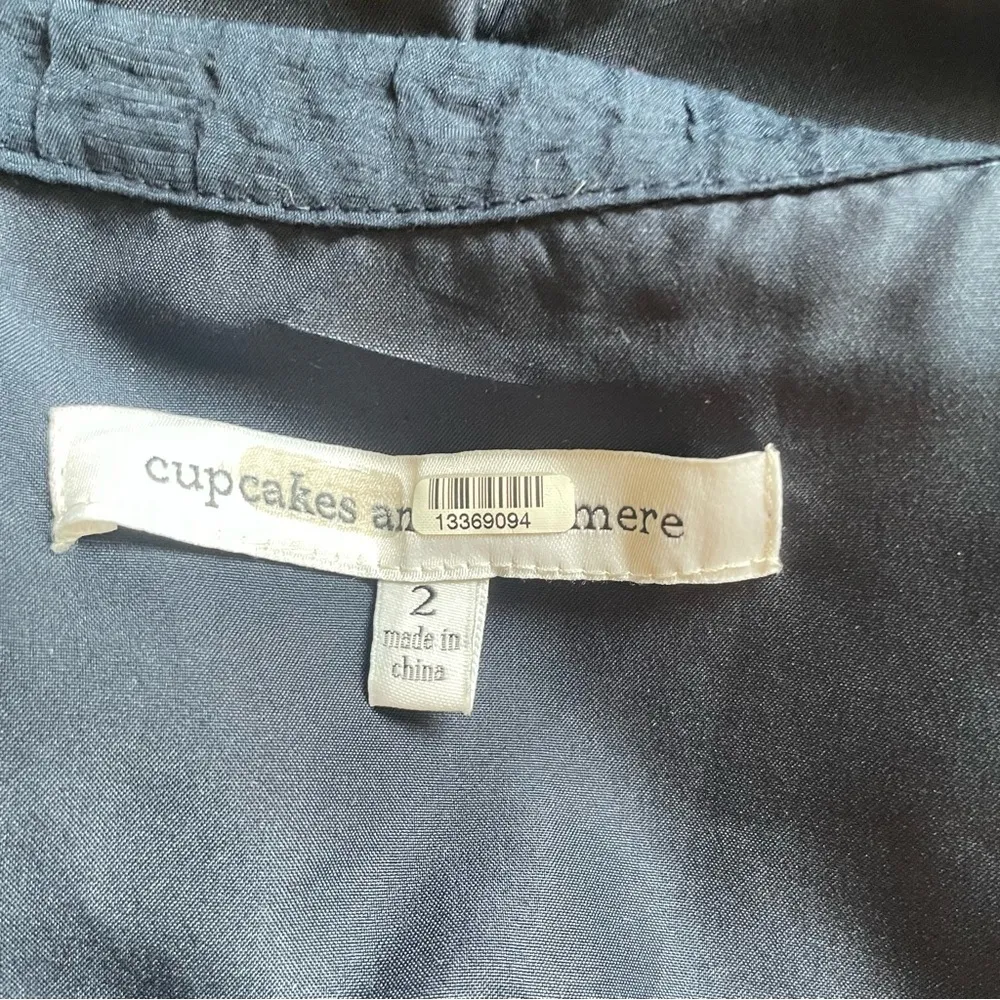 cupcakes an mere
13369094
2
made in
china